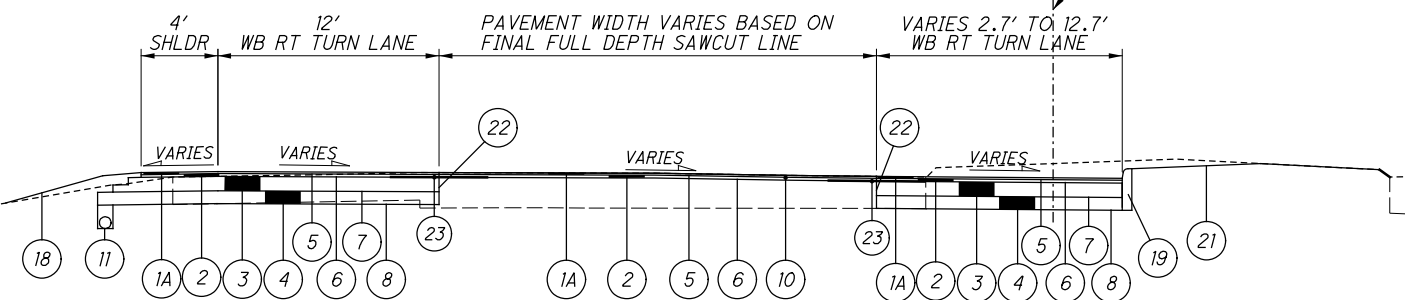 4'
SHLDR
12'
WB RT TURN LANE
PAVEMENT WIDTH VARIES BASED ON
FINAL FULL DEPTH SAWCUT LINE
VARIES 2.7' TO 12.7'
WB RT TURN LANE
22
22
VARIES
VARIES
VARIES
VARIES
18
11
1A
2
3
4
5
6
7
8
23
1A
2
5
6
10
23
1A
2
3
4
5
6
7
8
19
21